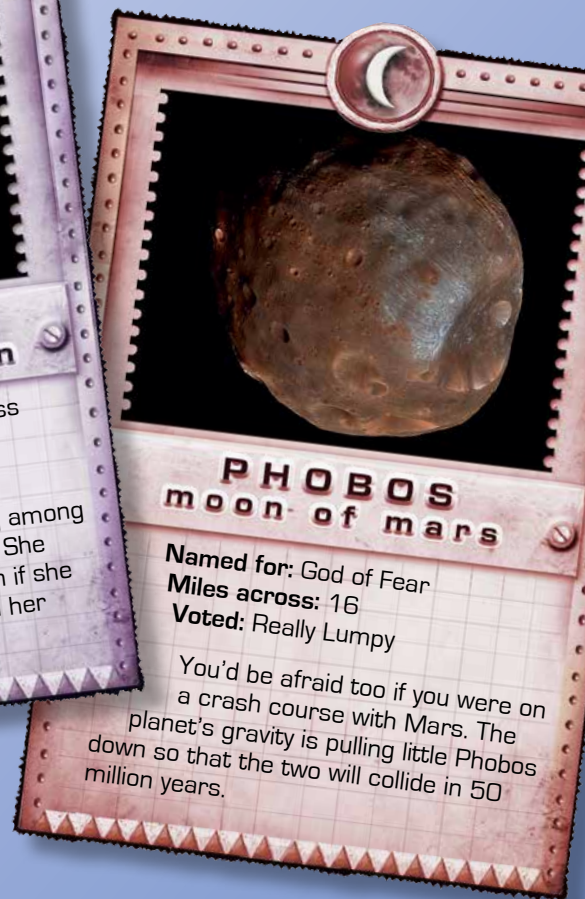 n
ss
among
She
if she
her
PHOBOS
moon of mars
Named for: God of Fear
Miles across: 16
Voted: Really Lumpy
You'd be afraid too if you were on
a crash course with Mars. The
planet's gravity is pulling little Phobos
down so that the two will collide in 50
million years.